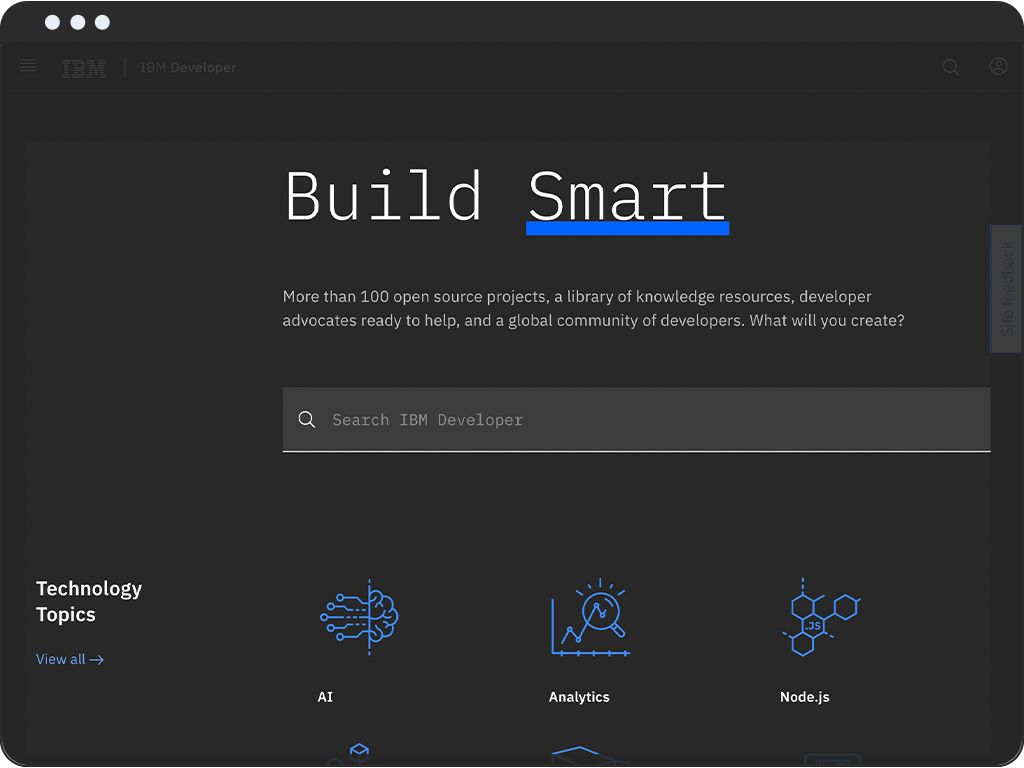 IBM | IBM Developer
Build Smart
Site feedback
More than 100 open source projects, a library of knowledge resources, developer
advocates ready to help, and a global community of developers. What will you create?
Search IBM Developer
Technology
Topics
View all →
.JS
AI
Analytics
Node.js